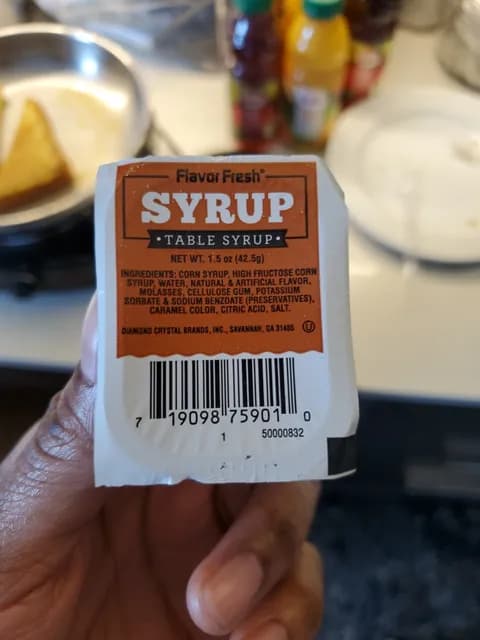 Flavor Fresh®
SYRUP
• TABLE SYRUP •
NET WT. 1.5 oz (42.5g)
INGREDIENTS: CORN SYRUP, HIGH FRUCTOSE CORN
SYRUP, WATER, NATURAL & ARTIFICIAL FLAVOR,
MOLASSES, CELLULOSE GUM, POTASSIUM
SORBATE & SODIUM BENZOATE (PRESERVATIVES),
CARAMEL COLOR, CITRIC ACID, SALT.
DIAMOND CRYSTAL BRANDS, INC., SAVANNAH, GA 31405 U
7 19098 75901 0
1 50000832